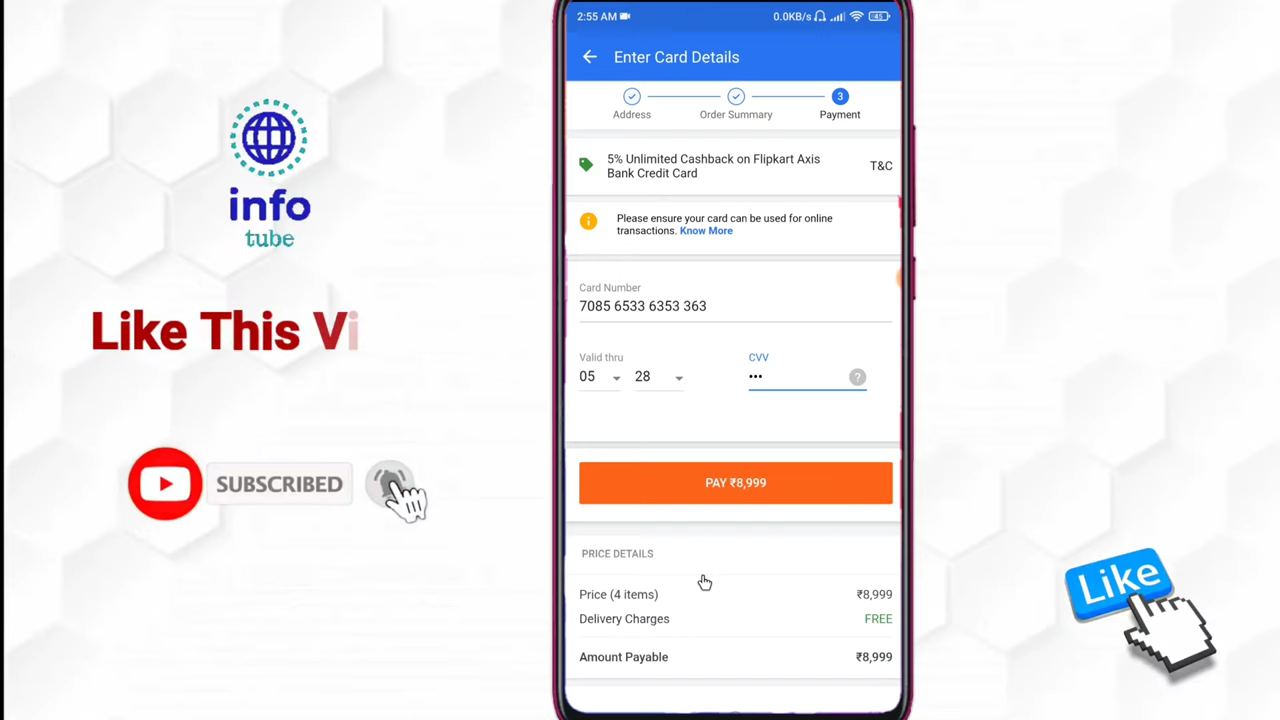 info
tube
Like This Vi
SUBSCRIBED
2:55 AM
0.0KB/s
45
Enter Card Details
3
Address
Order Summary
Payment
5% Unlimited Cashback on Flipkart Axis
Bank Credit Card
T&C
Please ensure your card can be used for online
transactions. Know More
Card Number
7085 6533 6353 363
Valid thru
CVV
05
28
•••
?
PAY ₹8,999
PRICE DETAILS
Price (4 items)
₹8,999
Delivery Charges
FREE
Amount Payable
₹8,999
Like